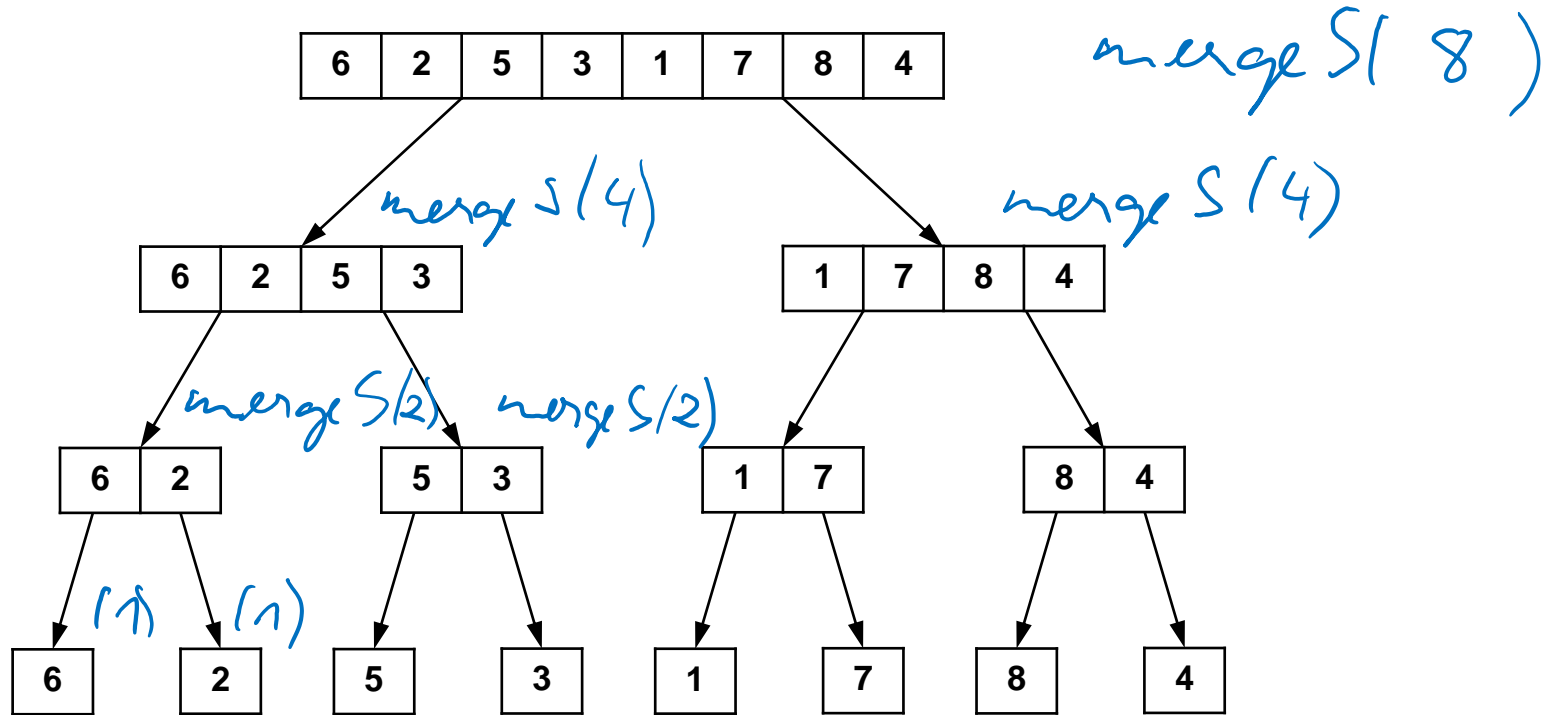 6 2 5 3 1 7 8 4
mergeS( 8 )
mergeS(4)
mergeS(4)
6 2 5 3
1 7 8 4
mergeS(2)
mergeS(2)
6 2
5 3
1 7
8 4
(1)
(1)
6
2
5
3
1
7
8
4